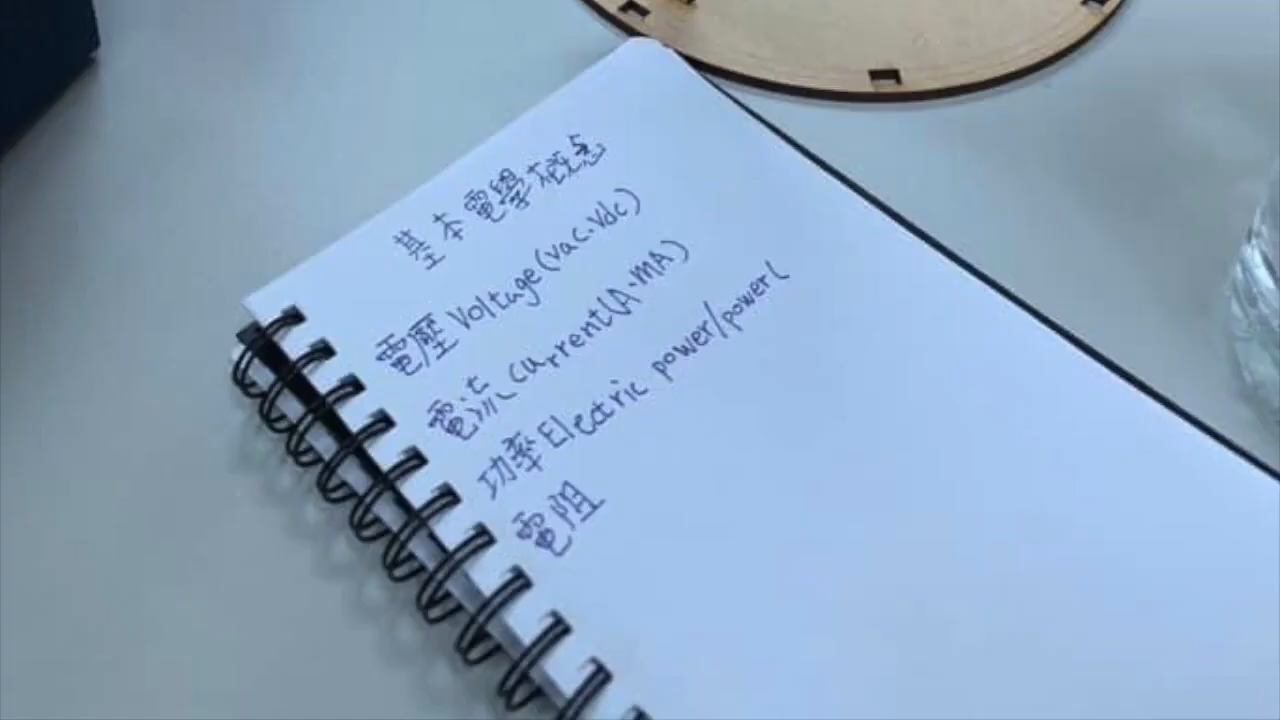 基本電學概念
電壓 Voltage(Vac.Vdc)
電流 current(A.MA)
功率 Electric power/power(
電阻